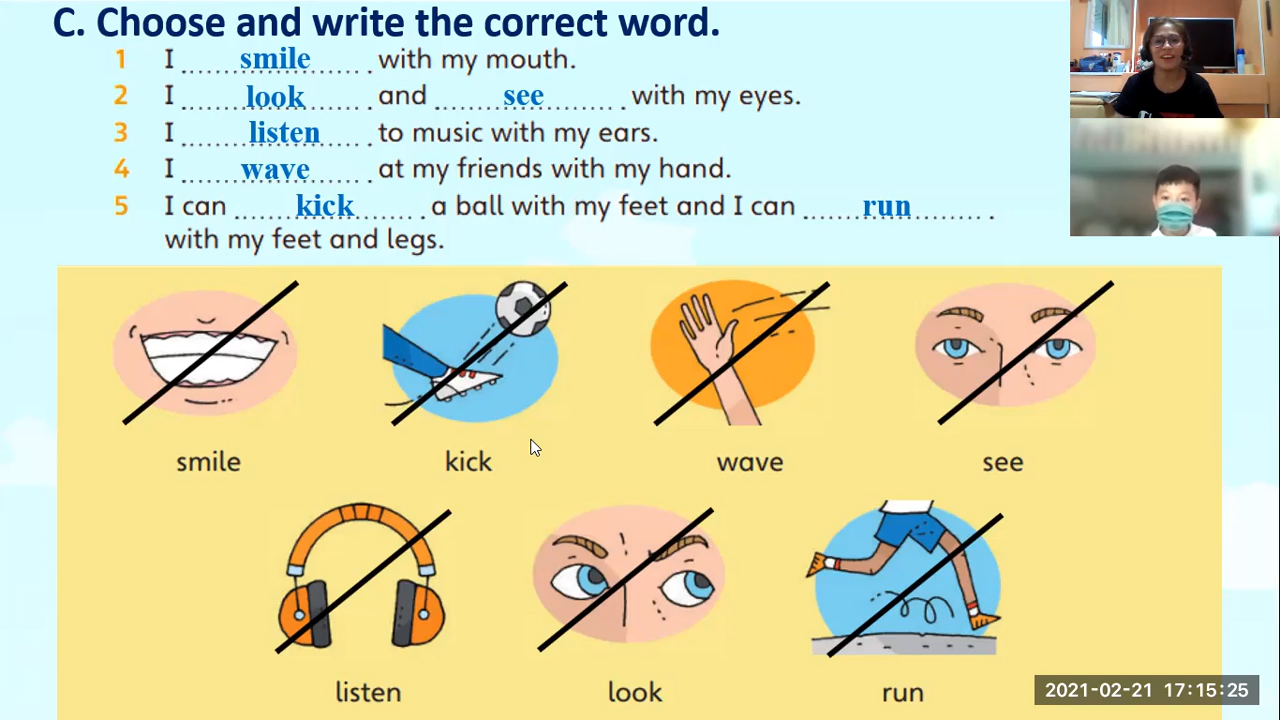 C. Choose and write the correct word.
1 I smile with my mouth.
2 I look and see with my eyes.
3 I listen to music with my ears.
4 I wave at my friends with my hand.
5 I can kick a ball with my feet and I can run .
with my feet and legs.
smile kick wave see
listen look run
2021-02-21 17:15:25